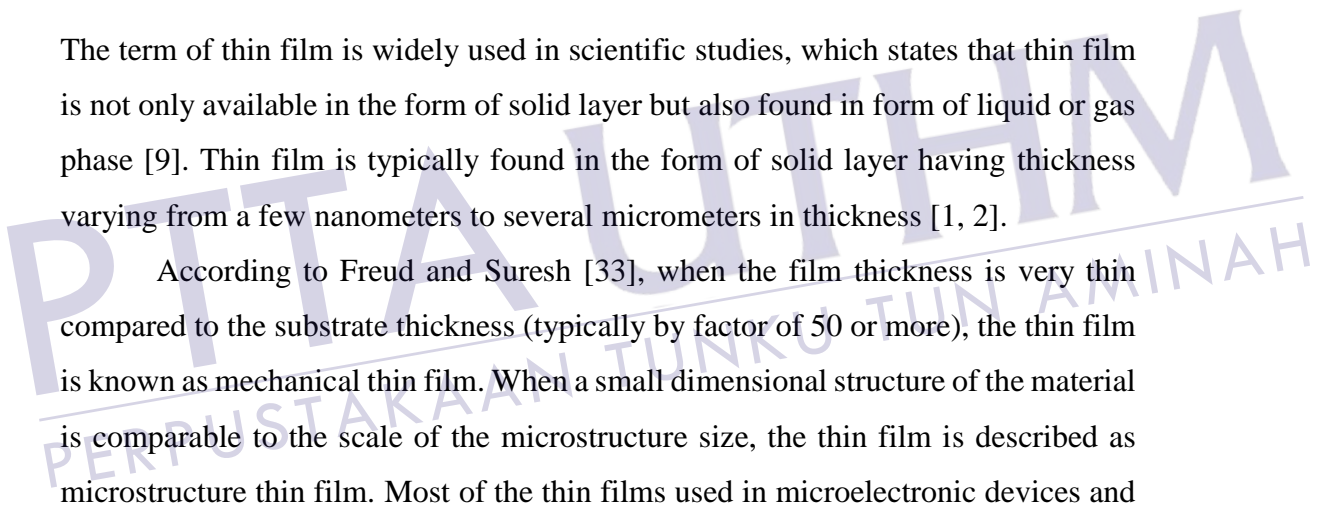 The term of thin film is widely used in scientific studies, which states that thin film
is not only available in the form of solid layer but also found in form of liquid or gas
phase [9]. Thin film is typically found in the form of solid layer having thickness
varying from a few nanometers to several micrometers in thickness [1, 2].
According to Freud and Suresh [33], when the film thickness is very thin
compared to the substrate thickness (typically by factor of 50 or more), the thin film
is known as mechanical thin film. When a small dimensional structure of the material
is comparable to the scale of the microstructure size, the thin film is described as
microstructure thin film. Most of the thin films used in microelectronic devices and
PTTA UTHM
PERPUSTAKAAN TUNKU TUN AMINAH